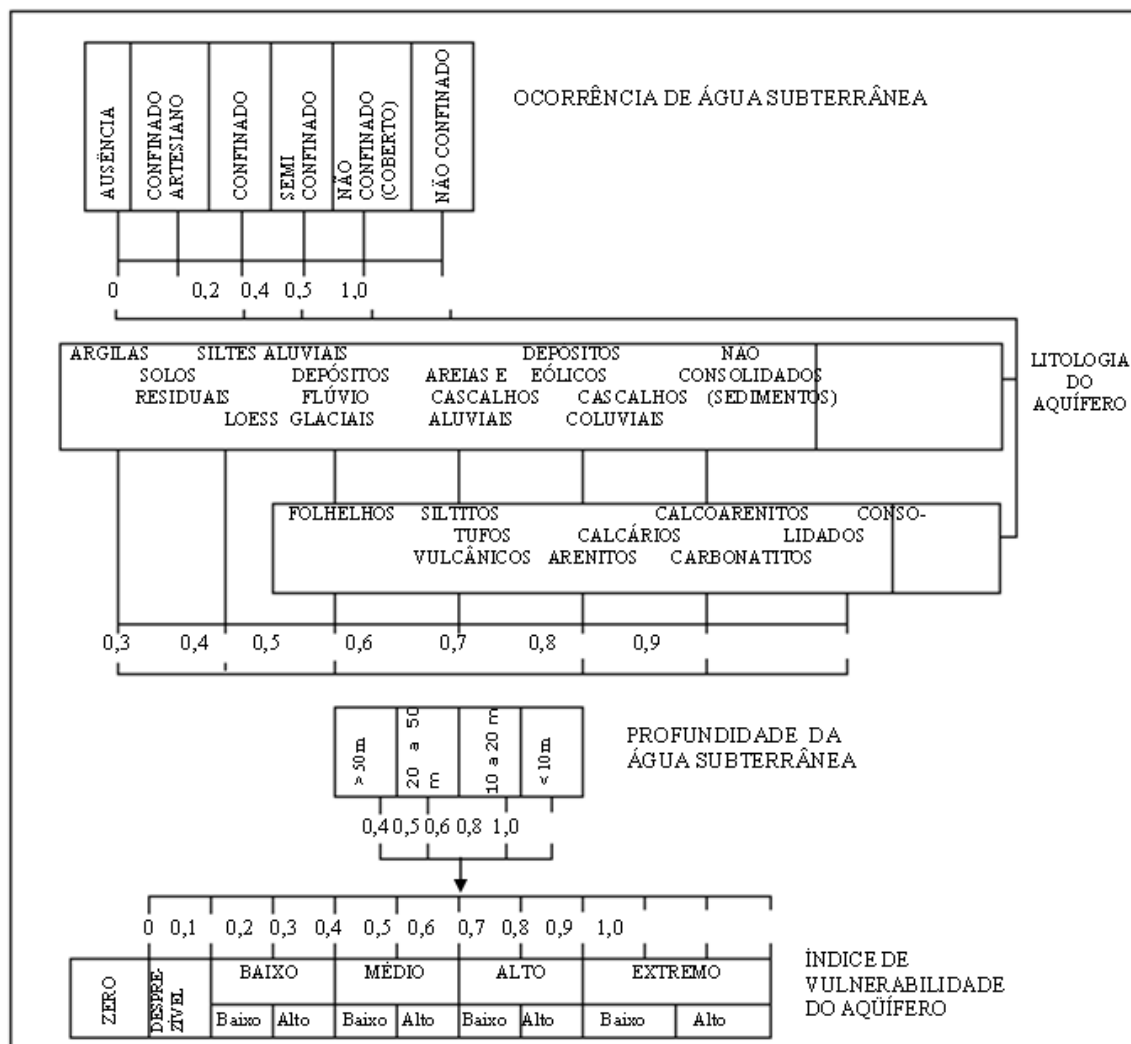 AUSÊNCIA
CONFINADO
ARTESIANO
CONFINADO
SEMI
CONFINADO
NÃO
CONFINADO
(COBERTO)
NÃO CONFINADO
OCORRÊNCIA DE ÁGUA SUBTERRÂNEA
0 0,2 0,4 0,5 1,0
ARGILAS SILTES ALUVIAIS DEPOSITOS NAO
SOLOS DEPÓSITOS AREIAS E EÓLICOS CONSOLIDADOS
RESIDUAIS FLÚVIO CASCALHOS CASCALHOS (SEDIMENTOS)
LOESS GLACIAIS ALUVIAIS COLUVIAIS
LITOLOGIA
DO
AQUÍFERO
FOLHELHOS SILTITOS CALCOARENITOS CONSO-
TUFOS CALCÁRIOS LIDADOS
VULCÂNICOS ARENITOS CARBONATITOS
0,3 0,4 0,5 0,6 0,7 0,8 0,9
> 50m
20 a 50
m
10 a 20 m
< 10m
PROFUNDIDADE DA
ÁGUA SUBTERRÂNEA
0,4 0,5 0,6 0,8 1,0
0 0,1 0,2 0,3 0,4 0,5 0,6 0,7 0,8 0,9 1,0
ZERO
DESPRE-
ZÍVEL
BAIXO MÉDIO ALTO EXTREMO
Baixo Alto Baixo Alto Baixo Alto Baixo Alto
ÍNDICE DE
VULNERABILIDADE
DO AQÜÍFERO